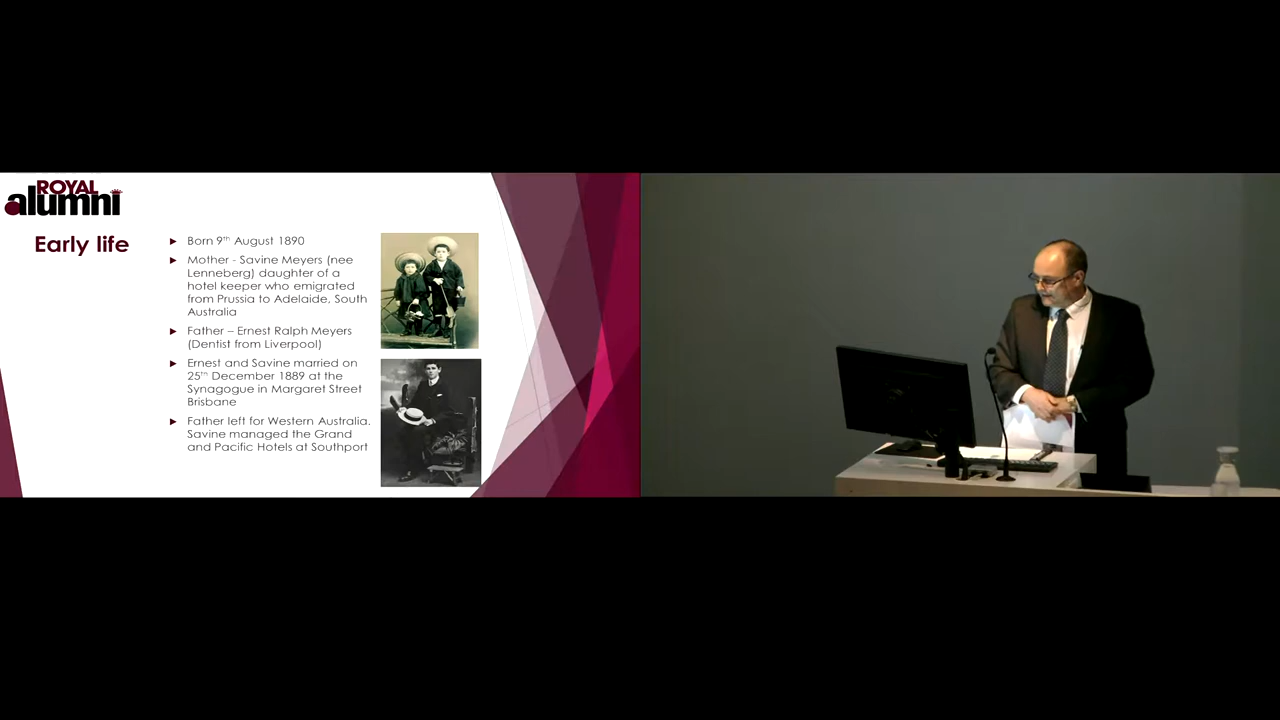 ROYAL
alumni
Early life
Born 9th August 1890
Mother - Savine Meyers (nee
Lenneberg) daughter of a
hotel keeper who emigrated
from Prussia to Adelaide, South
Australia
Father – Ernest Ralph Meyers
(Dentist from Liverpool)
Ernest and Savine married on
25th December 1889 at the
Synagogue in Margaret Street
Brisbane
Father left for Western Australia.
Savine managed the Grand
and Pacific Hotels at Southport